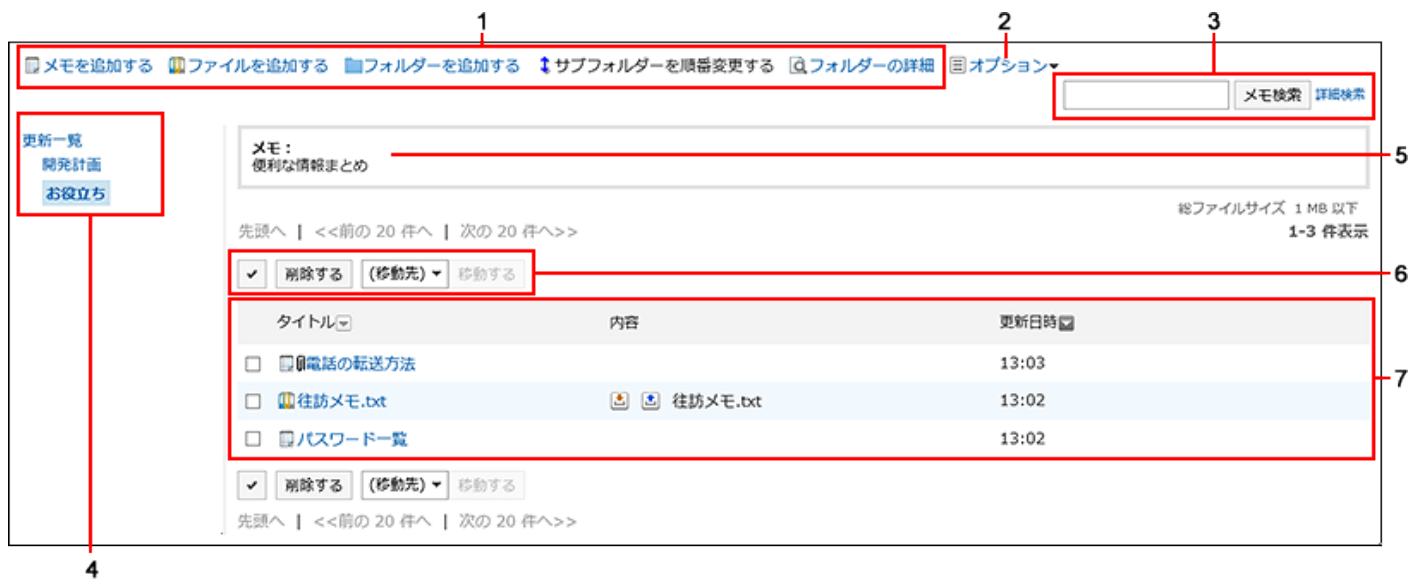 1 2 3
メモを追加する ファイルを追加する フォルダーを追加する サブフォルダーを順番変更する フォルダーの詳細 オプション
メモ検索 詳細検索
更新一覧
開発計画
お役立ち
メモ：
便利な情報まとめ
5
総ファイルサイズ 1 MB 以下
先頭へ | <<前の 20 件へ | 次の 20 件へ>>
1-3 件表示
削除する (移動先) 移動する
6
タイトル 内容 更新日時
電話の転送方法 13:03
7
往訪メモ.txt 往訪メモ.txt 13:02
パスワード一覧 13:02
削除する (移動先) 移動する
先頭へ | <<前の 20 件へ | 次の 20 件へ>>
4